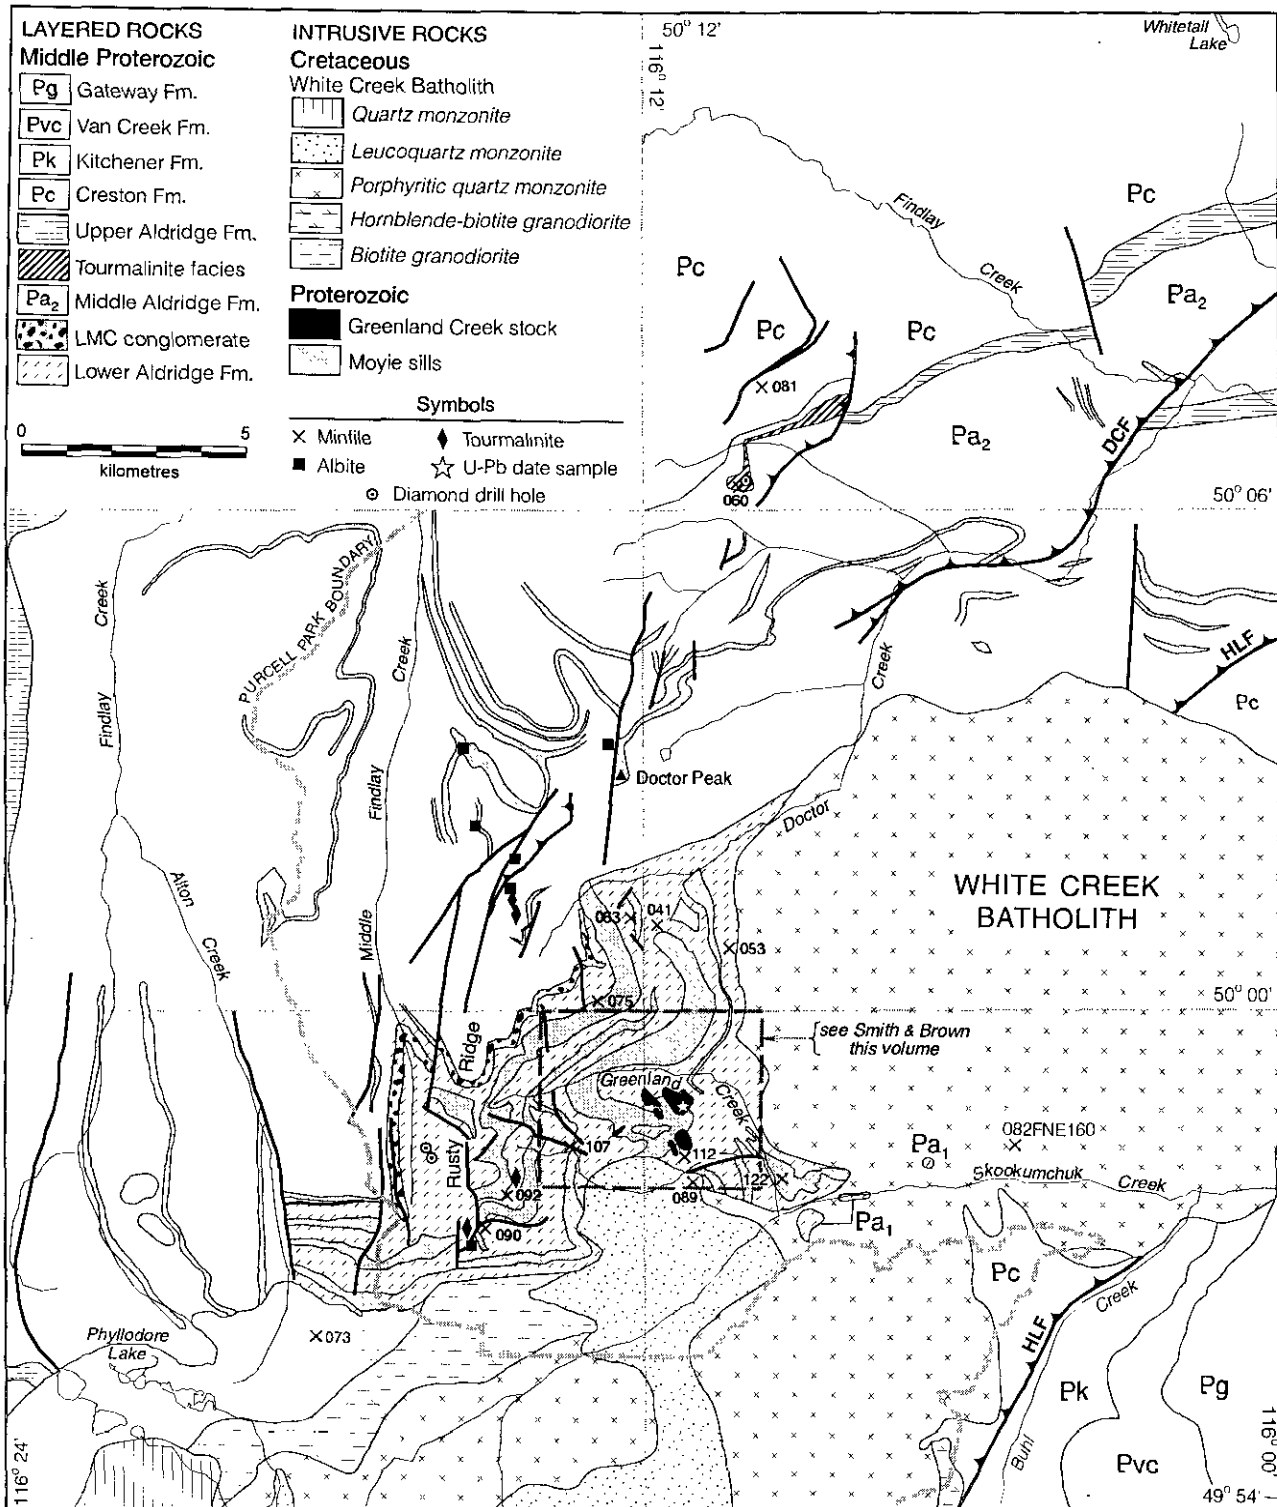 LAYERED ROCKS
Middle Proterozoic
Pg Gateway Fm.
Pvc Van Creek Fm.
Pk Kitchener Fm.
Pc Creston Fm.
Upper Aldridge Fm.
Tourmalinite facies
Pa2 Middle Aldridge Fm.
LMC conglomerate
Lower Aldridge Fm.
0 5
kilometres
INTRUSIVE ROCKS
Cretaceous
White Creek Batholith
Quartz monzonite
Leucoquartz monzonite
Porphyritic quartz monzonite
Hornblende-biotite granodiorite
Biotite granodiorite
Proterozoic
Greenland Creek stock
Moyie sills
Symbols
Minfile
Tourmalinite
Albite
U-Pb date sample
Diamond drill hole
50° 12'
116° 12'
Whitetail
Lake
Findlay
Creek
Pc
Pc
Pc
Pc
Pa2
Pa2
081
060
DCF
50° 06'
PURCELL PARK BOUNDARY
Creek
Findlay
Creek
Findlay
Middle
Alton
Creek
Creek
Doctor
HLF
Pc
Doctor Peak
WHITE CREEK
BATHOLITH
063
041
053
075
50° 00'
see Smith & Brown
this volume
Ridge
Rusty
Greenland
Creek
107
112
092
089
122
090
Pa1
082FNE160
Skookumchuk
Creek
Pa1
Pc
HLF
Creek
Buhl
073
Phyllodore
Lake
Pk
Pg
Pvc
116° 24'
116° 00'
49° 54'